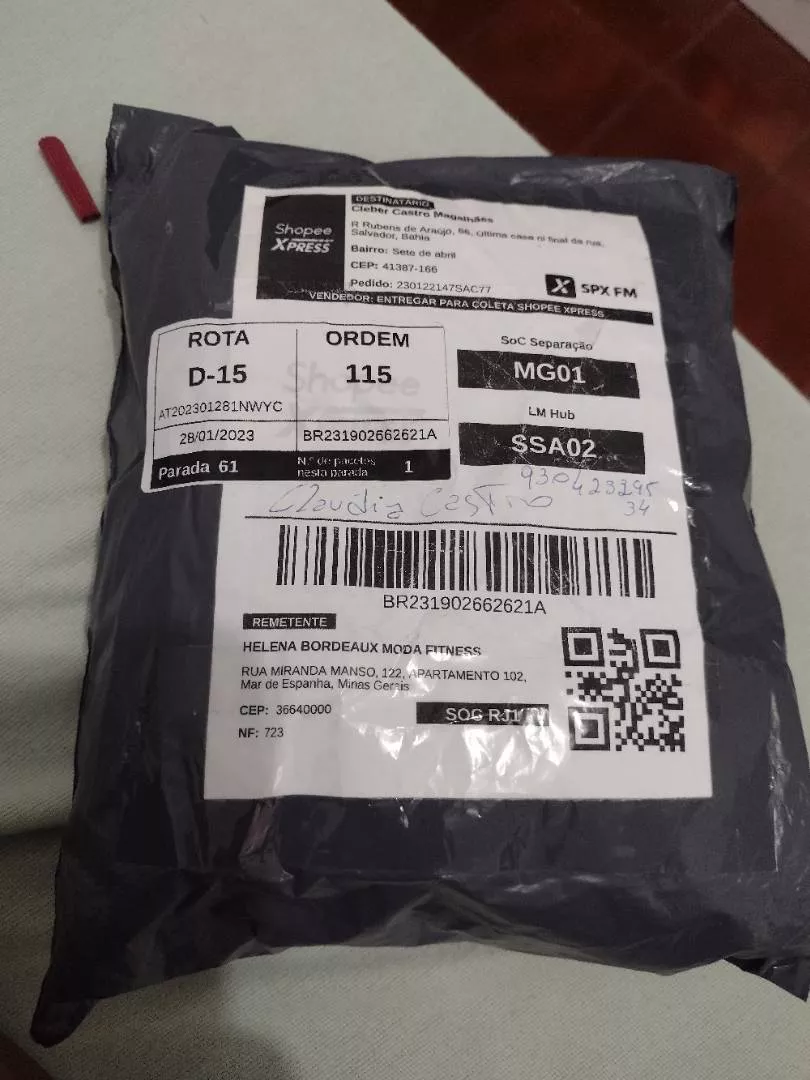 DESTINATÁRIO
Cleber Castro Magalhães
R Rubens de Araújo, 66, última casa ni final da rua,
Salvador, Bahia
Bairro: Sete de abril
CEP: 41387-166
Pedido: 230122147SAC77
Shopee
XPRESS
SPX FM
VENDEDOR: ENTREGAR PARA COLETA SHOPEE XPRESS
ROTA
D-15
AT202301281NWYC
28/01/2023
Parada 61
ORDEM
115
BR231902662621A
N.º de pacotes
nesta parada
1
Shopee
SoC Separação
MG01
LM Hub
SSA02
Claudia Castro
34
BR231902662621A
REMETENTE
HELENA BORDEAUX MODA FITNESS
RUA MIRANDA MANSO, 122, APARTAMENTO 102,
Mar de Espanha, Minas Gerais
CEP: 36640000
NF: 723